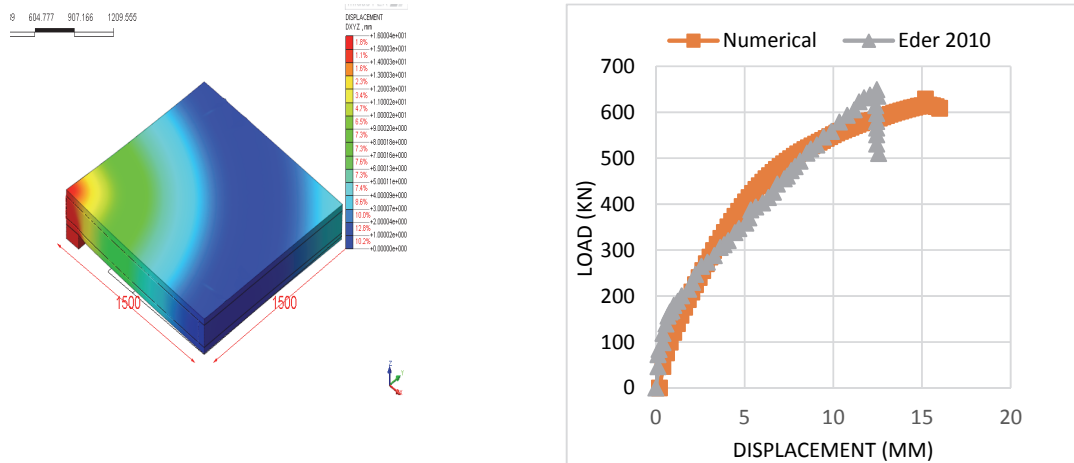 604.777 907.166 1209.555
DISPLACEMENT
DXYZ , mm
+1.60004e+001
1.8%
+1.50003e+001
1.1%
+1.40003e+001
1.6%
+1.30003e+001
2.3%
+1.20003e+001
3.4%
+1.10002e+001
4.7%
+1.00002e+001
6.5%
+9.00020e+000
7.3%
+8.00018e+000
7.3%
+7.00016e+000
7.6%
+6.00013e+000
7.3%
+5.00011e+000
7.4%
+4.00009e+000
8.6%
+3.00007e+000
10.0%
+2.00004e+000
12.8%
+1.00002e+000
10.2%
+0.00000e+000
1500
1500
Z
Numerical
Eder 2010
700
600
500
400
300
200
100
0
0 5 10 15 20
LOAD (KN)
DISPLACEMENT (MM)